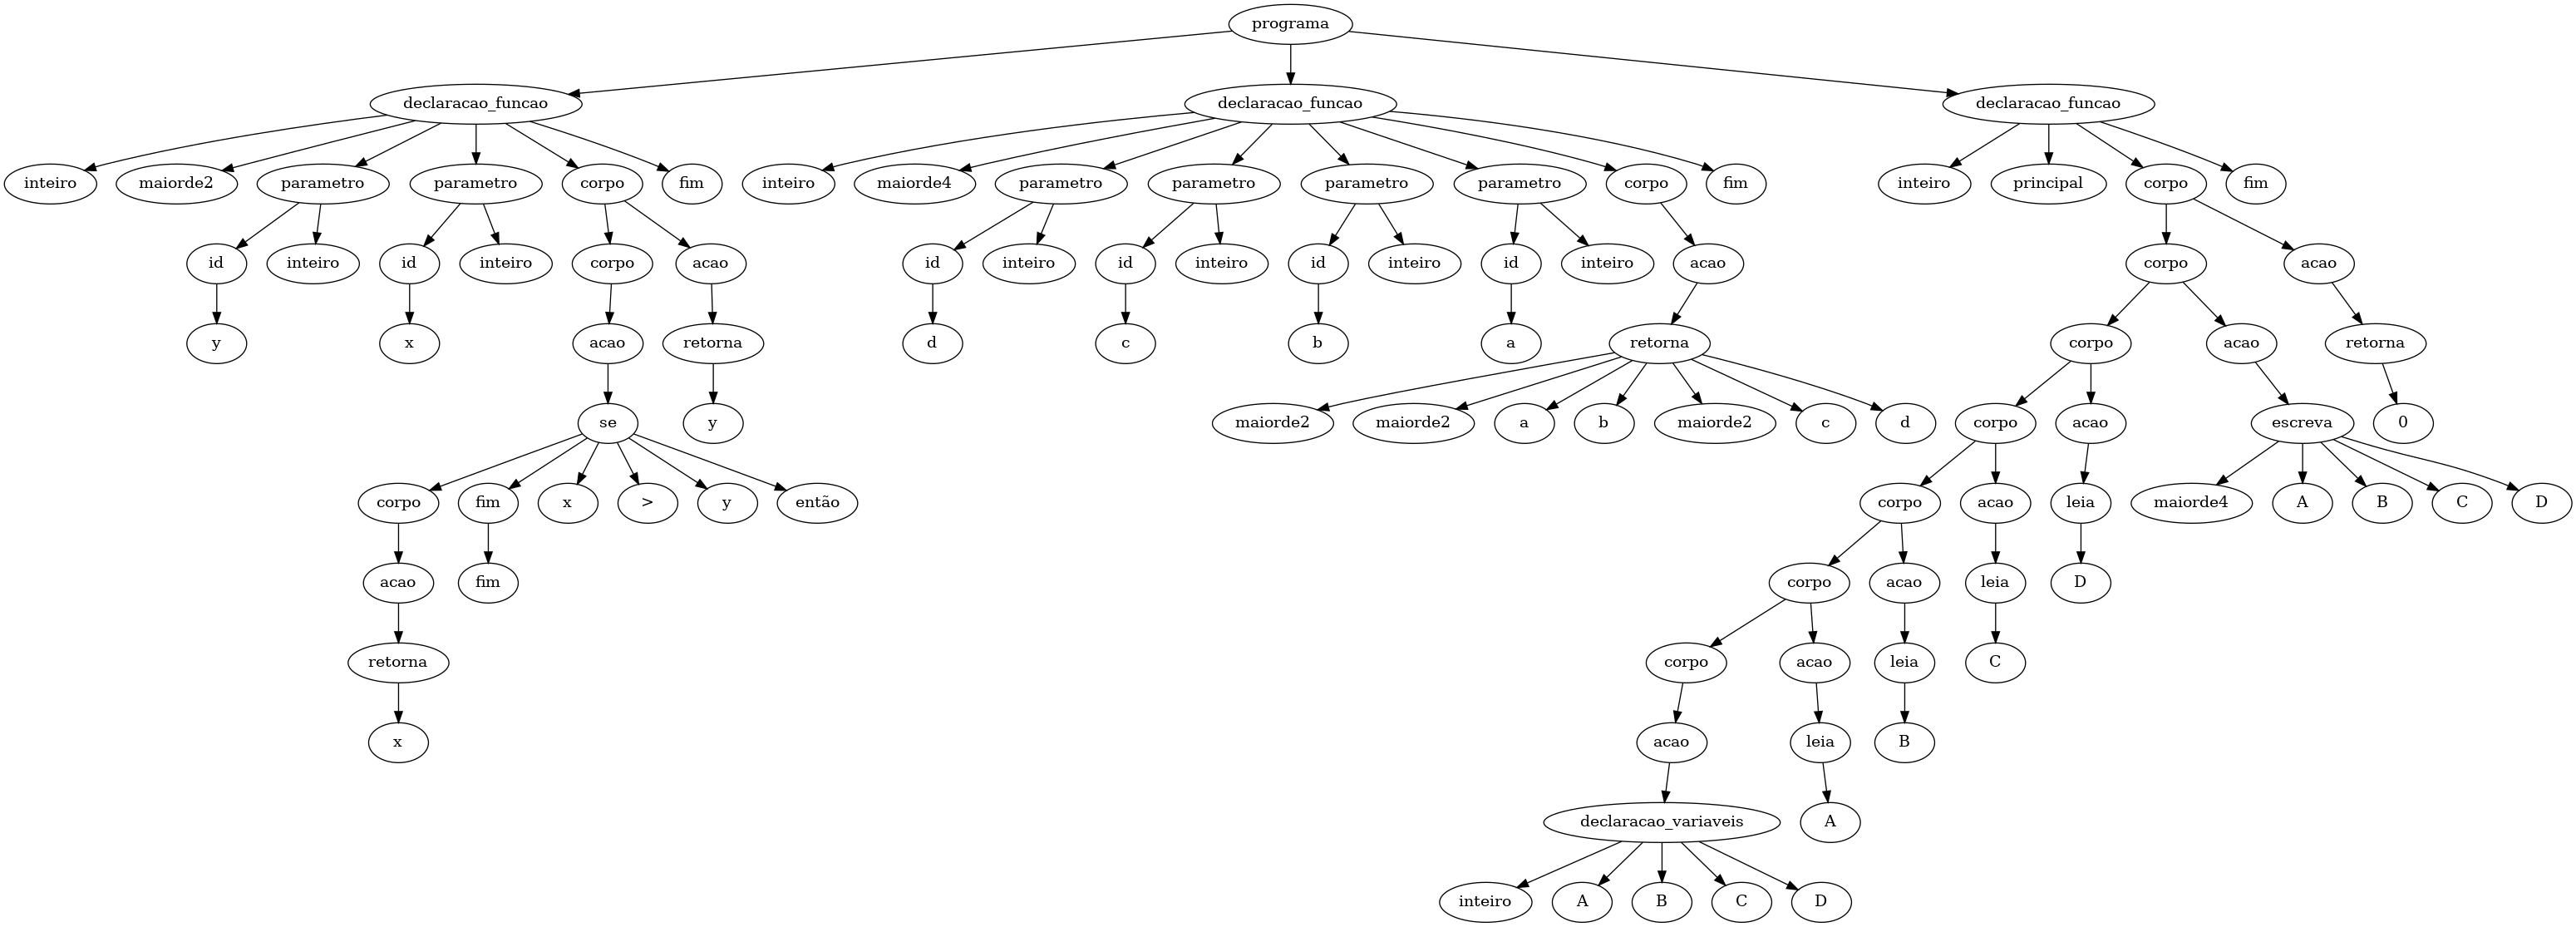 programa
declaracao_funcao declaracao_funcao declaracao_funcao
inteiro maiorde2 parametro parametro corpo fim inteiro maiorde4 parametro parametro parametro parametro corpo fim inteiro principal corpo fim
id inteiro id inteiro corpo acao id inteiro id inteiro id inteiro id inteiro acao corpo acao
y x acao retorna d c b a retorna corpo acao retorna
se y maiorde2 maiorde2 a b maiorde2 c d corpo acao escreva 0
corpo fim x > y então corpo acao leia maiorde4 A B C D
acao fim corpo acao leia D
retorna corpo acao leia C
x acao leia B
declaracao_variaveis A
inteiro A B C D